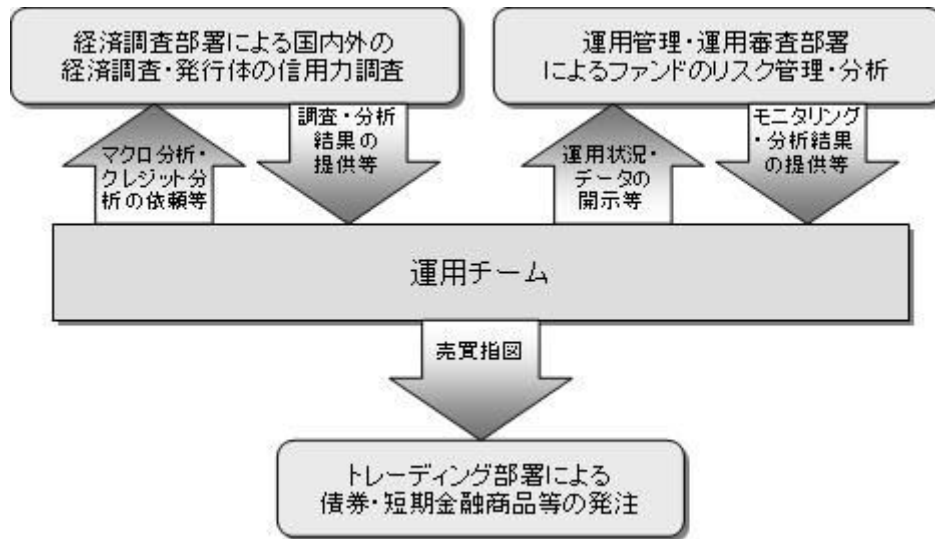 経済調査部署による国内外の
経済調査・発行体の信用力調査
運用管理・運用審査部署
によるファンドのリスク管理・分析
マクロ分析・
クレジット分
析の依頼等
調査・分析
結果の
提供等
運用状況・
データの
開示等
モニタリング
・分析結果
の提供等
運用チーム
売買指図
トレーディング部署による
債券・短期金融商品等の発注